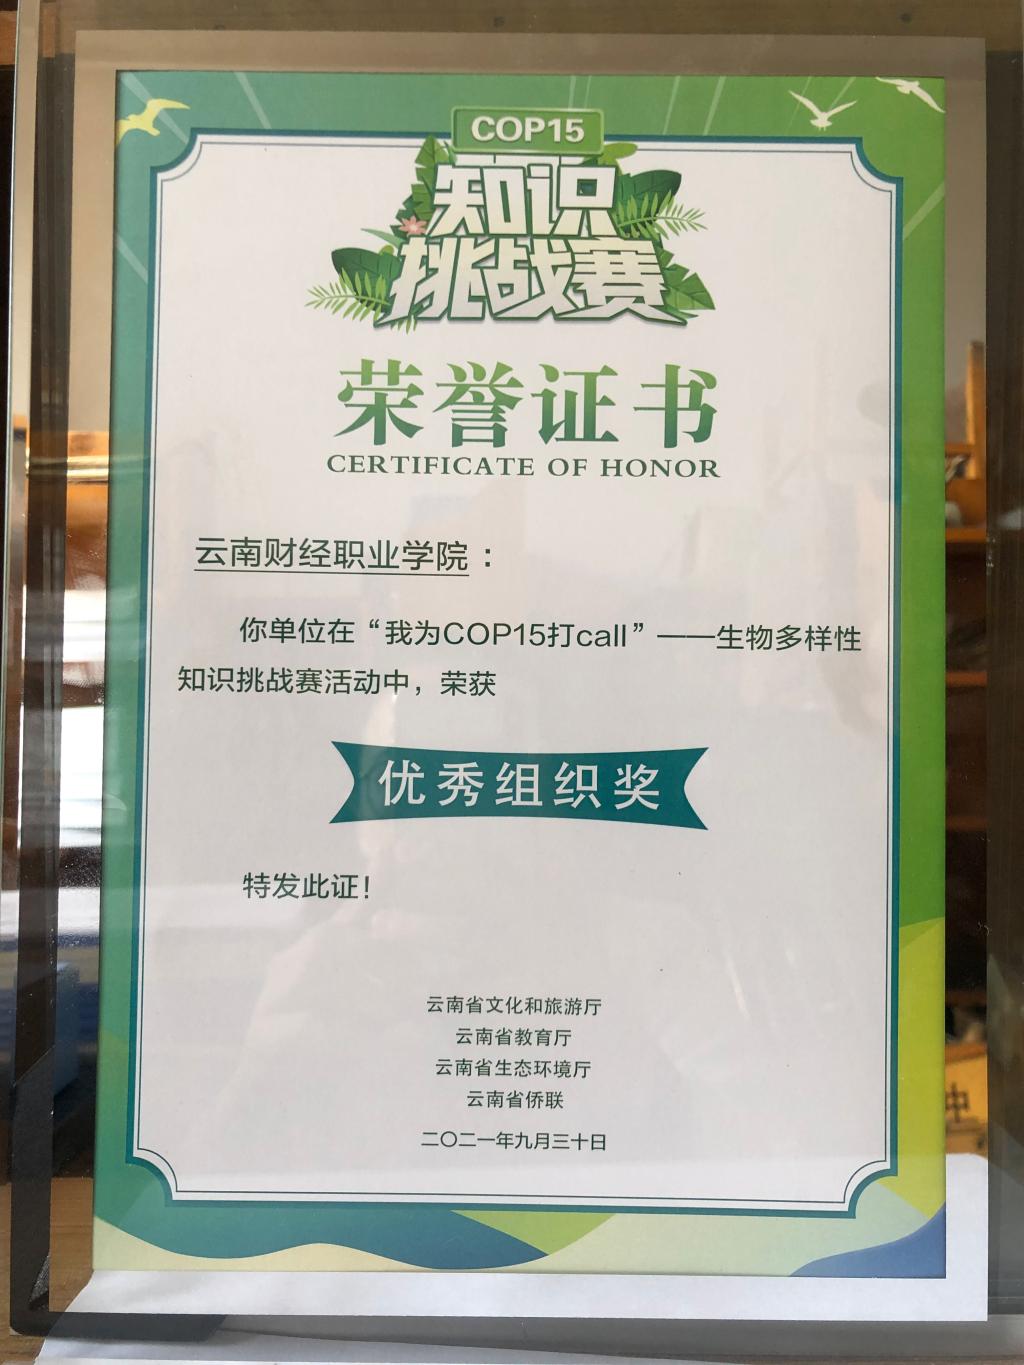 COP15
知识
挑战赛
荣誉证书
CERTIFICATE OF HONOR
云南财经职业学院：
你单位在“我为COP15打call”——生物多样性
知识挑战赛活动中，荣获
优秀组织奖
特发此证！
云南省文化和旅游厅
云南省教育厅
云南省生态环境厅
云南省侨联
二〇二一年九月三十日
中